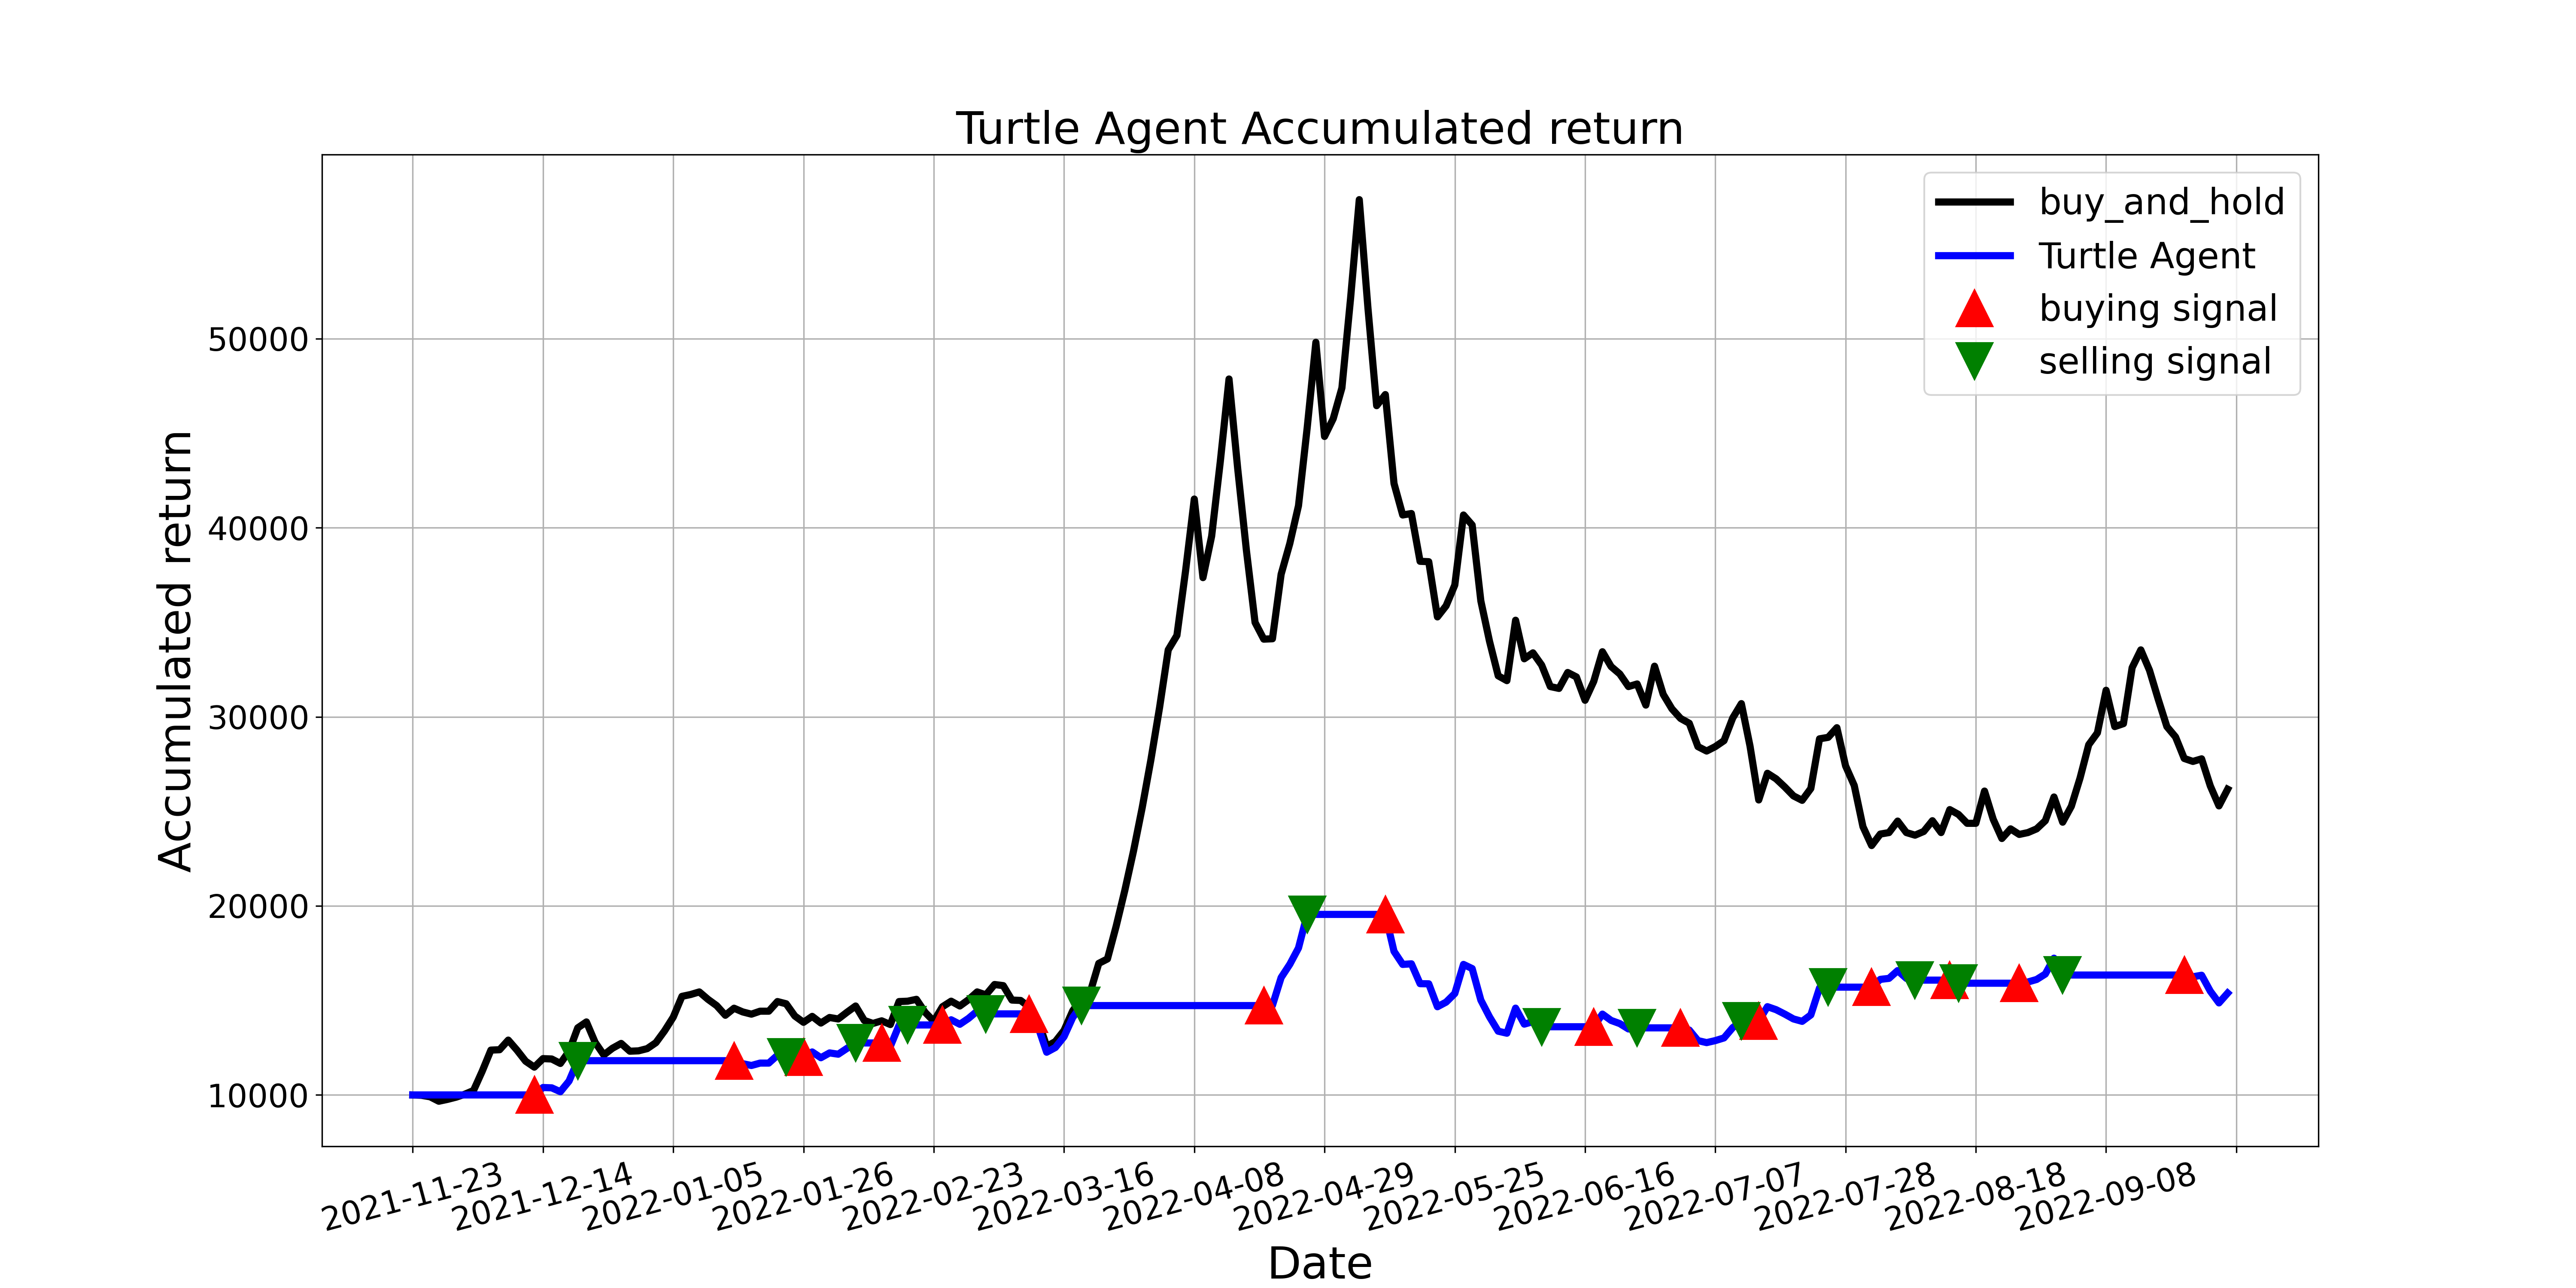 Turtle Agent Accumulated return
buy_and_hold
Turtle Agent
buying signal
selling signal
50000
40000
30000
20000
10000
Accumulated return
2021-11-23
2021-12-14
2022-01-05
2022-01-26
2022-02-23
2022-03-16
2022-04-08
2022-04-29
2022-05-25
2022-06-16
2022-07-07
2022-07-28
2022-08-18
2022-09-08
Date